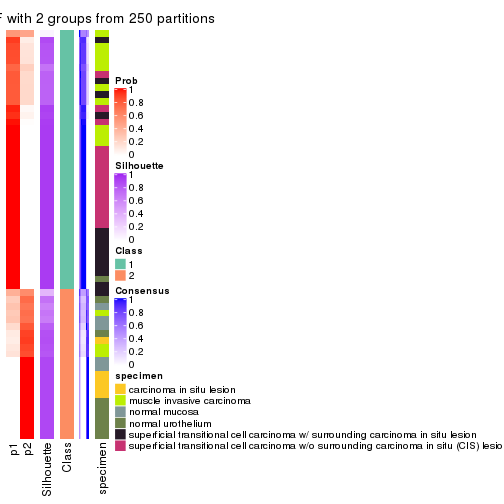 with 2 groups from 250 partitions
Prob
1
0.8
0.6
0.4
0.2
0
Silhouette
1
0.8
0.6
0.4
0.2
0
Class
1
2
Consensus
1
0.8
0.6
0.4
0.2
0
specimen
carcinoma in situ lesion
muscle invasive carcinoma
normal mucosa
normal urothelium
superficial transitional cell carcinoma w/ surrounding carcinoma in situ lesion
superficial transitional cell carcinoma w/o surrounding carcinoma in situ (CIS) lesio
p1
p2
Silhouette
Class
specimen